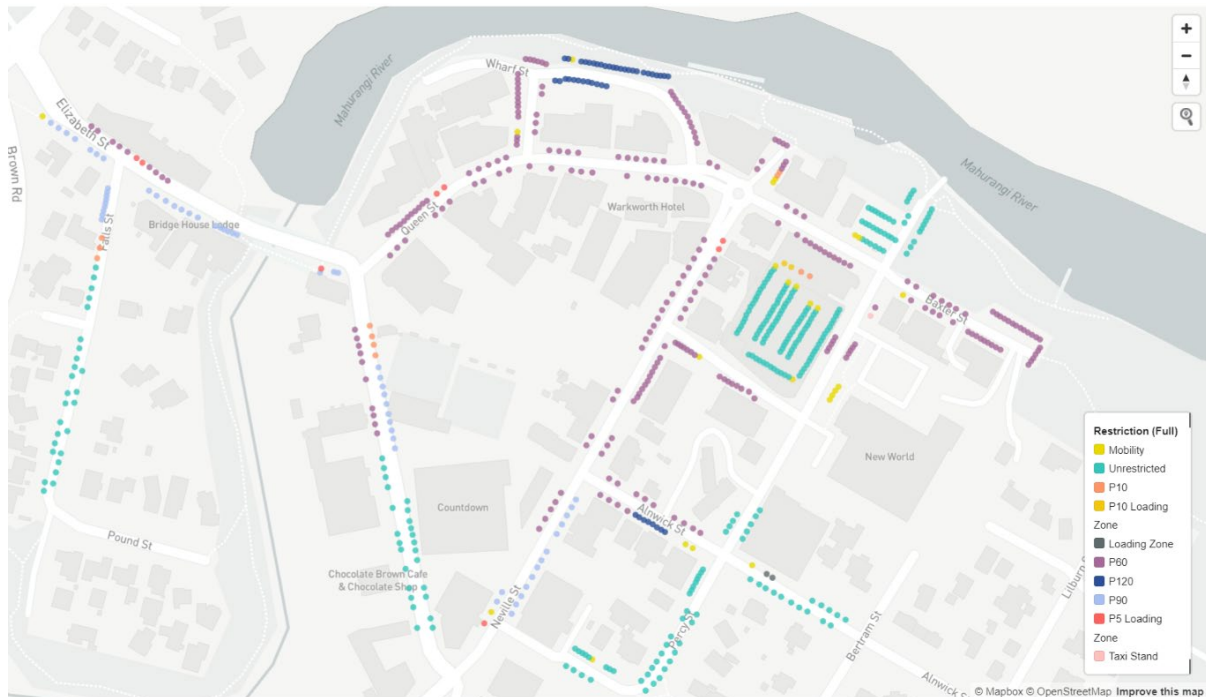 Wharf St
Mahurangi River
Elizabeth St
Brown Rd
Mahurangi River
Falls St
Bridge House Lodge
Queen St
Warkworth Hotel
Baxter St
New World
Countdown
Alnwick St
Pound St
Chocolate Brown Cafe
& Chocolate Shop
Neville St
Percy St
Bertram St
Lilburn S
Alnwick
Restriction (Full)
Mobility
Unrestricted
P10
P10 Loading
Zone
Loading Zone
P60
P120
P90
P5 Loading
Zone
Taxi Stand
© Mapbox © OpenStreetMap Improve this map